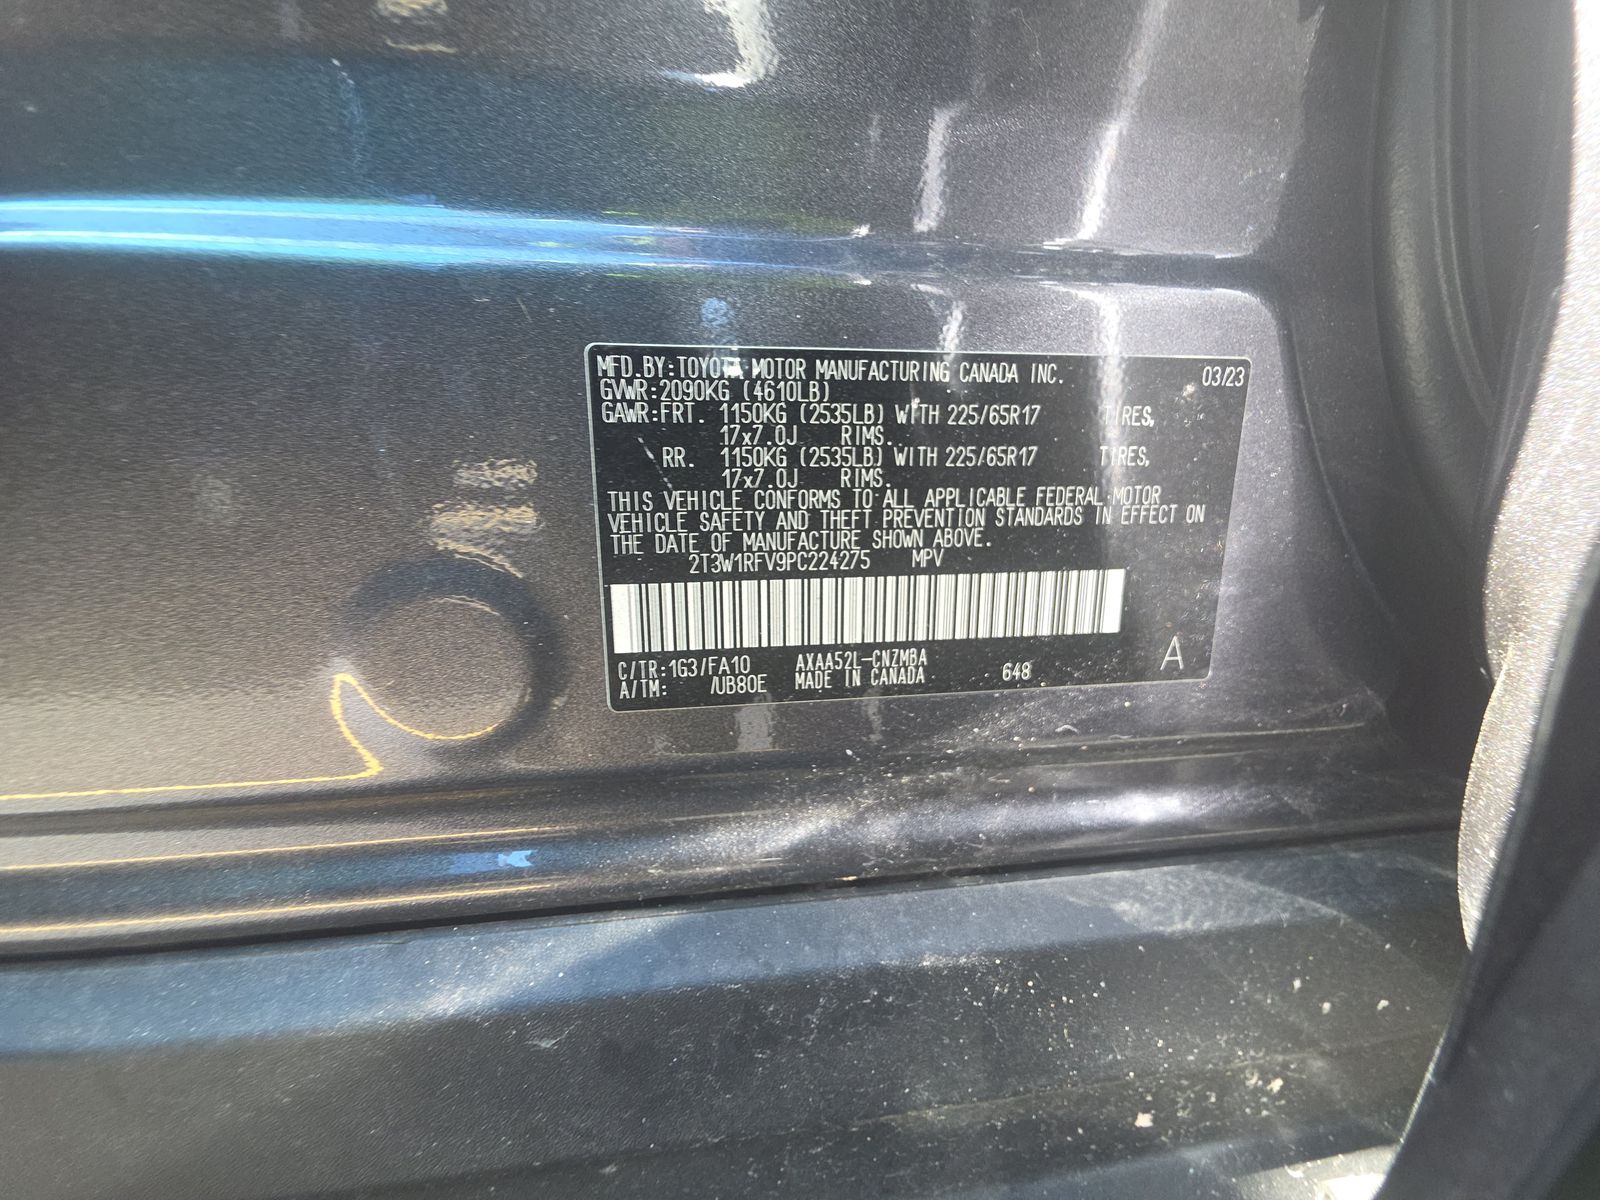 MFD.BY:TOYOTA MOTOR MANUFACTURING CANADA INC. 03/23
GVWR:2090KG (4610LB)
GAWR:FRT. 1150KG (2535LB) WITH 225/65R17 TIRES,
17x7.0J RIMS.
RR. 1150KG (2535LB) WITH 225/65R17 TIRES,
17x7.0J RIMS.
THIS VEHICLE CONFORMS TO ALL APPLICABLE FEDERAL MOTOR
VEHICLE SAFETY AND THEFT PREVENTION STANDARDS IN EFFECT ON
THE DATE OF MANUFACTURE SHOWN ABOVE.
2T3W1RFV9PC224275 MPV
C/TR:1G3/FA10 AXAA52L-CNZMBA 648 A
A/TM: /UB80E MADE IN CANADA